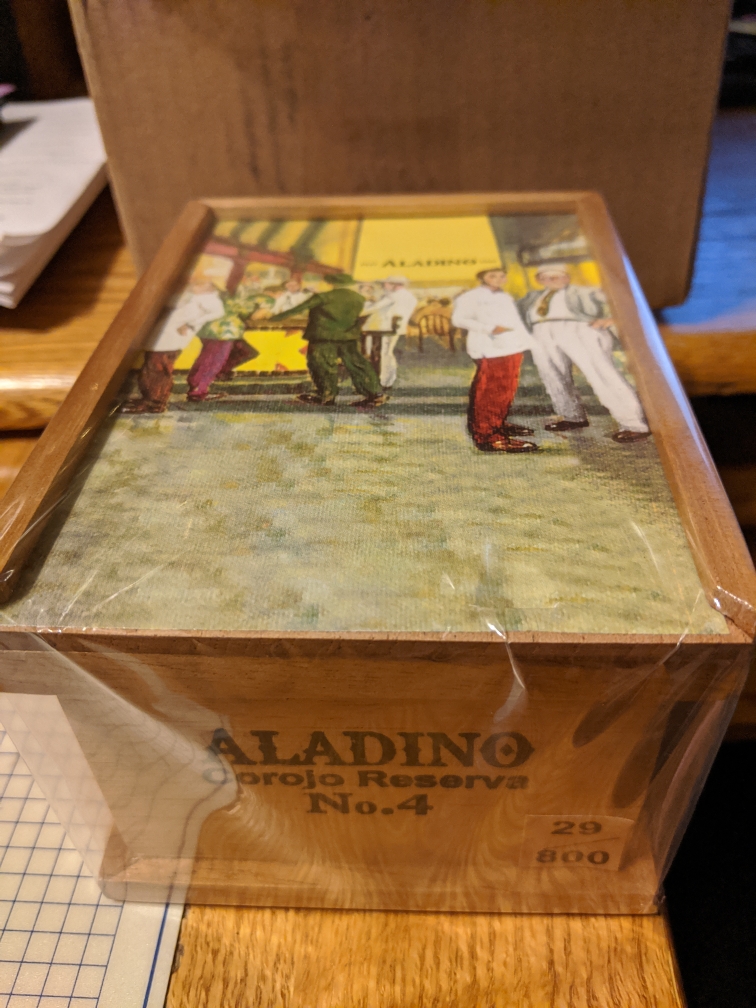 ALADINO
ALADINO
Corojo Reserva
No.4
29
800